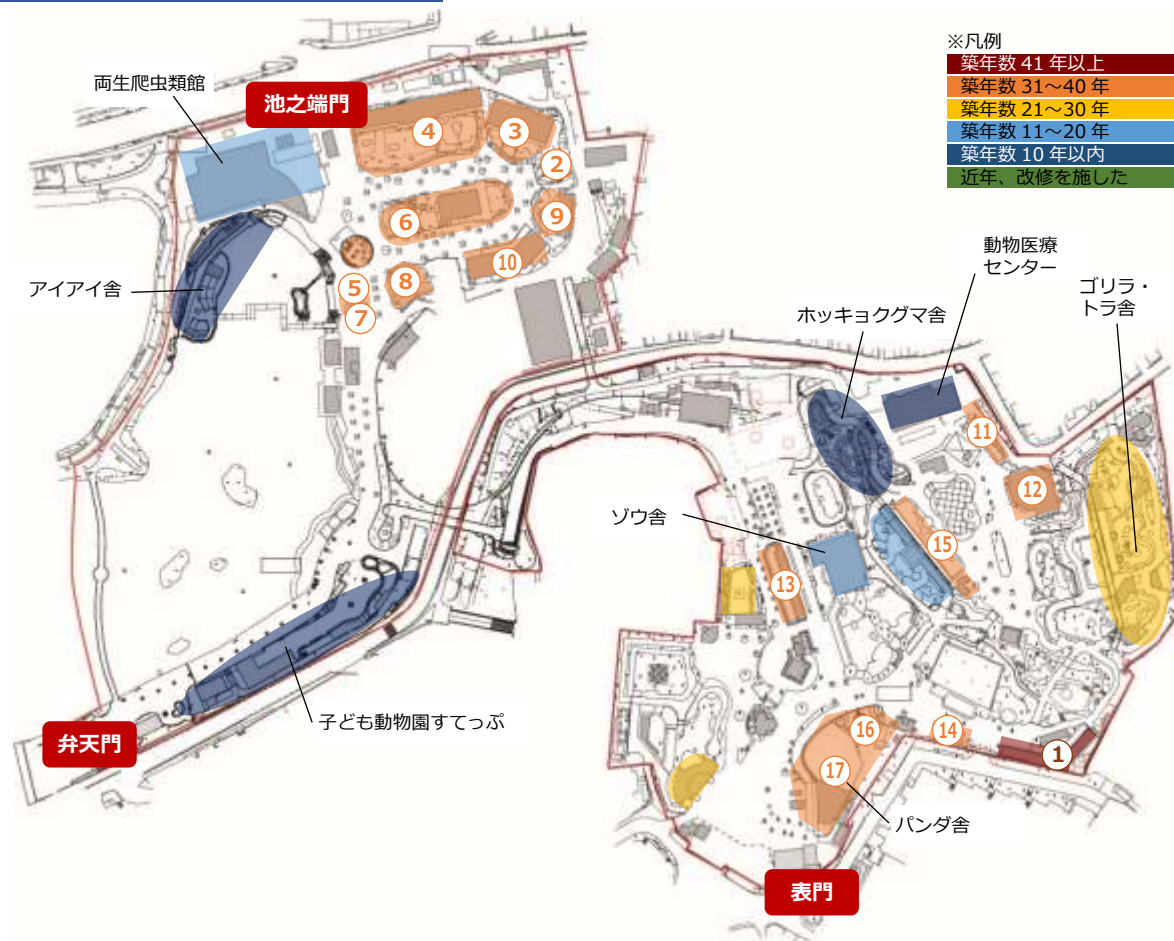 ※凡例
築年数 41 年以上
築年数 31～40 年
築年数 21～30 年
築年数 11～20 年
築年数 10 年以内
近年、改修を施した
両生爬虫類館
池之端門
④
③
②
⑥
⑨
⑩
⑧
⑤
⑦
アイアイ舎
動物医療
センター
ゴリラ・
トラ舎
ホッキョクグマ舎
⑪
⑫
ゾウ舎
⑮
⑬
子ども動物園すてっぷ
弁天門
⑯
⑭
①
⑰
パンダ舎
表門